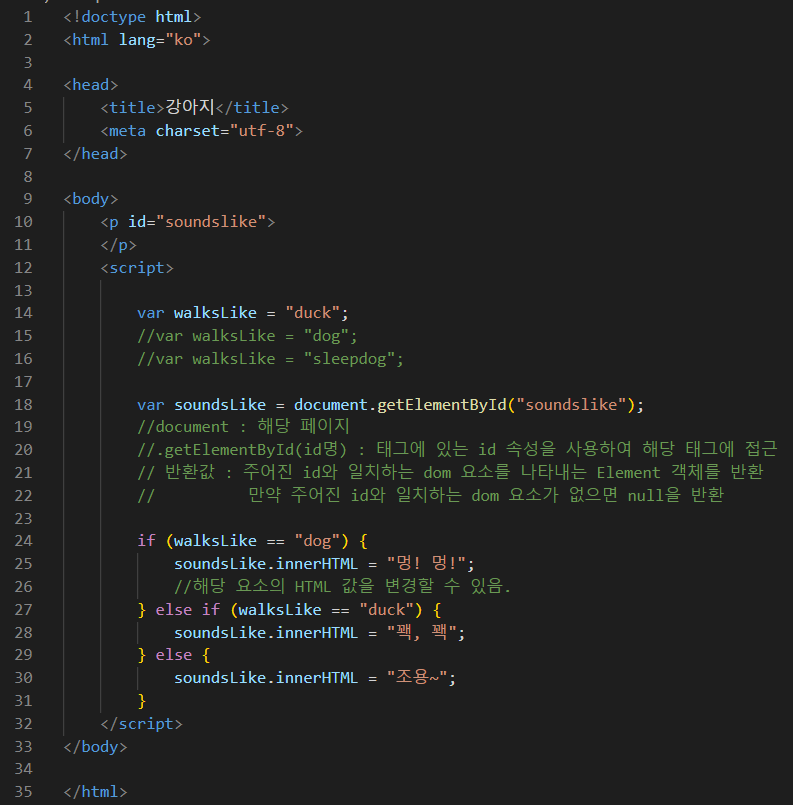 1 <!doctype html>
2 <html lang="ko">
3
4 <head>
5     <title>강아지</title>
6     <meta charset="utf-8">
7 </head>
8
9 <body>
10     <p id="soundslike">
11     </p>
12     <script>
13
14         var walksLike = "duck";
15         //var walksLike = "dog";
16         //var walksLike = "sleepdog";
17
18         var soundsLike = document.getElementById("soundslike");
19         //document : 해당 페이지
20         //.getElementById(id명) : 태그에 있는 id 속성을 사용하여 해당 태그에 접근
21         // 반환값 : 주어진 id와 일치하는 dom 요소를 나타내는 Element 객체를 반환
22         //          만약 주어진 id와 일치하는 dom 요소가 없으면 null을 반환
23
24         if (walksLike == "dog") {
25             soundsLike.innerHTML = "멍! 멍!";
26             //해당 요소의 HTML 값을 변경할 수 있음.
27         } else if (walksLike == "duck") {
28             soundsLike.innerHTML = "꽥, 꽥";
29         } else {
30             soundsLike.innerHTML = "조용~";
31         }
32     </script>
33 </body>
34
35 </html>